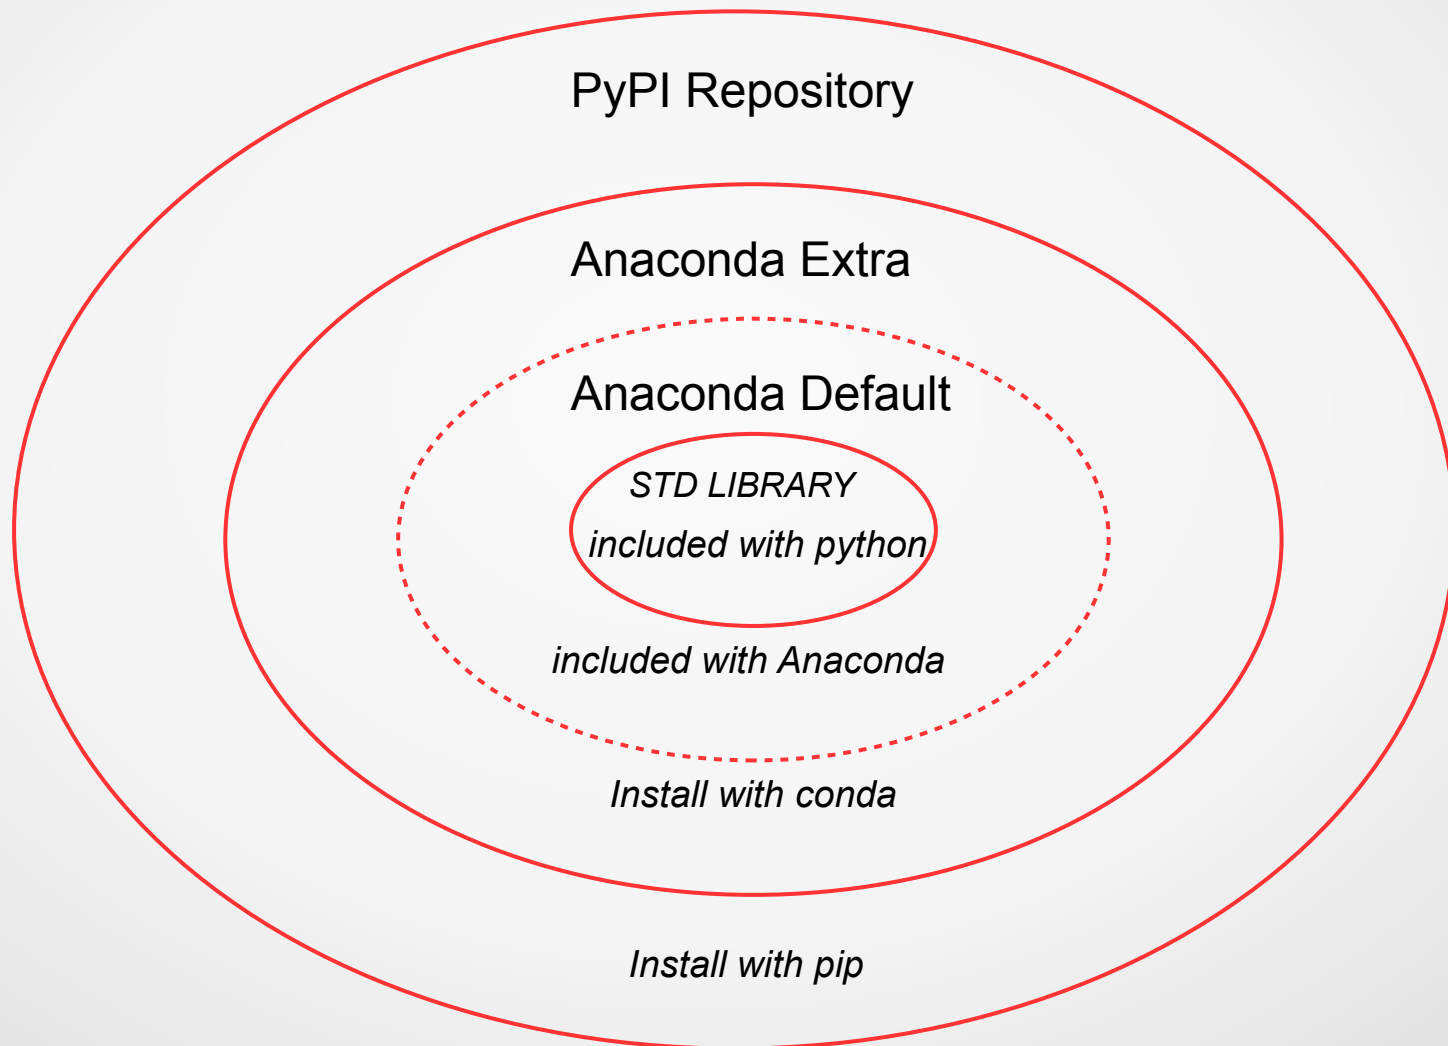 PyPI Repository
Anaconda Extra
Anaconda Default
STD LIBRARY
included with python
included with Anaconda
Install with conda
Install with pip